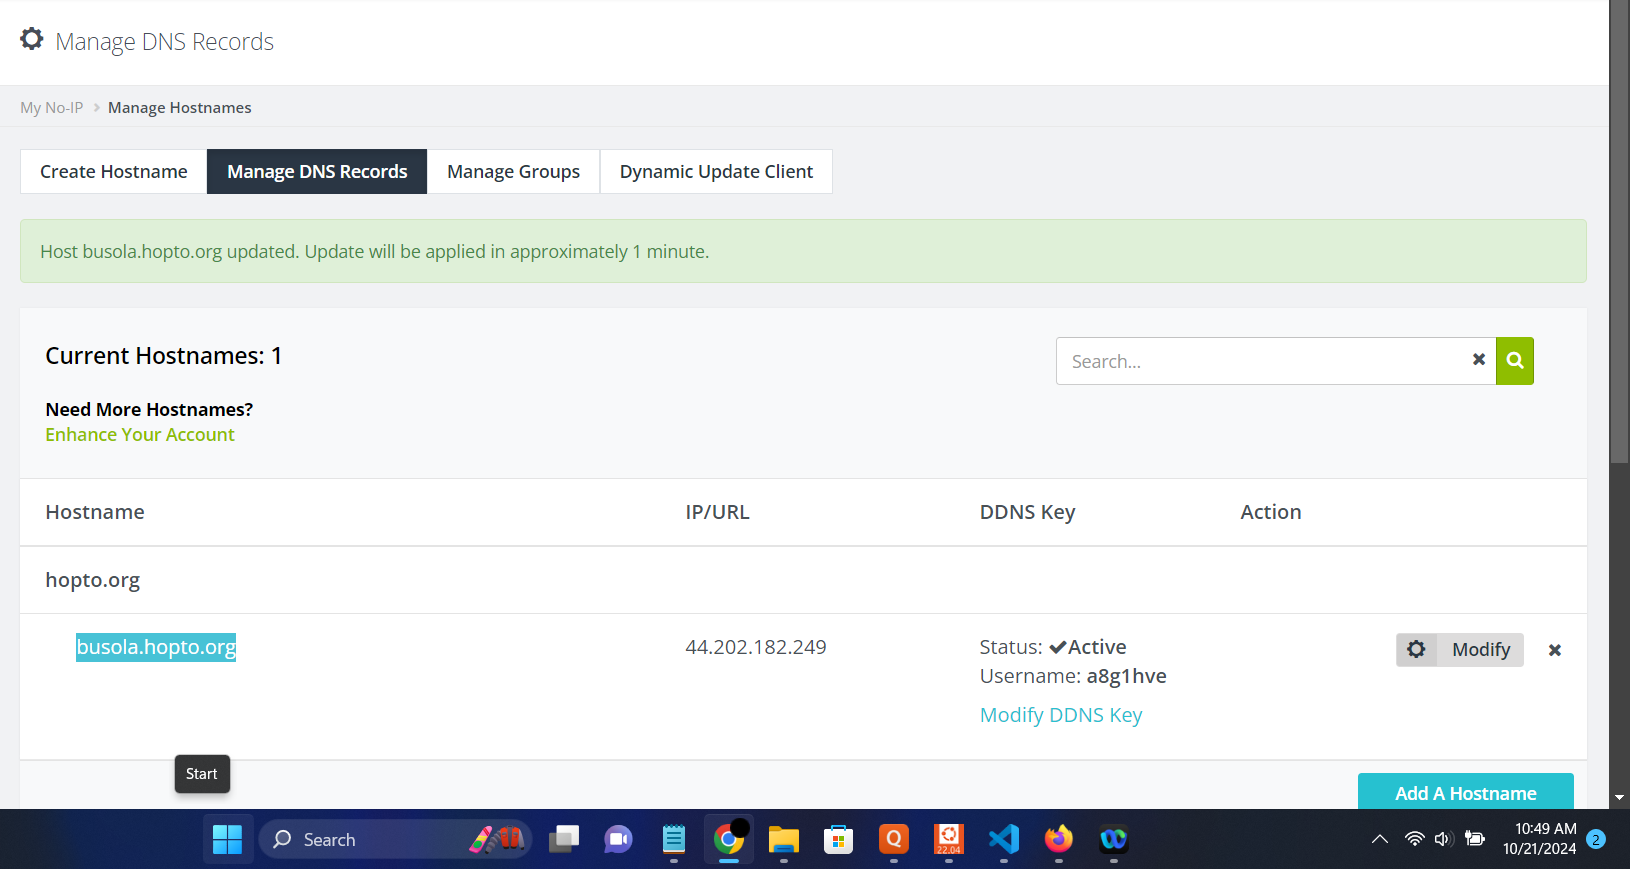 Manage DNS Records
My No-IP > Manage Hostnames
Create Hostname
Manage DNS Records
Manage Groups
Dynamic Update Client
Host busola.hopto.org updated. Update will be applied in approximately 1 minute.
Current Hostnames: 1
Search...
Need More Hostnames?
Enhance Your Account
Hostname
IP/URL
DDNS Key
Action
hopto.org
busola.hopto.org
44.202.182.249
Status: ✔Active
Username: a8g1hve
Modify DDNS Key
Modify
Start
Add A Hostname
Search
Q
22.04
10:49 AM
10/21/2024
2